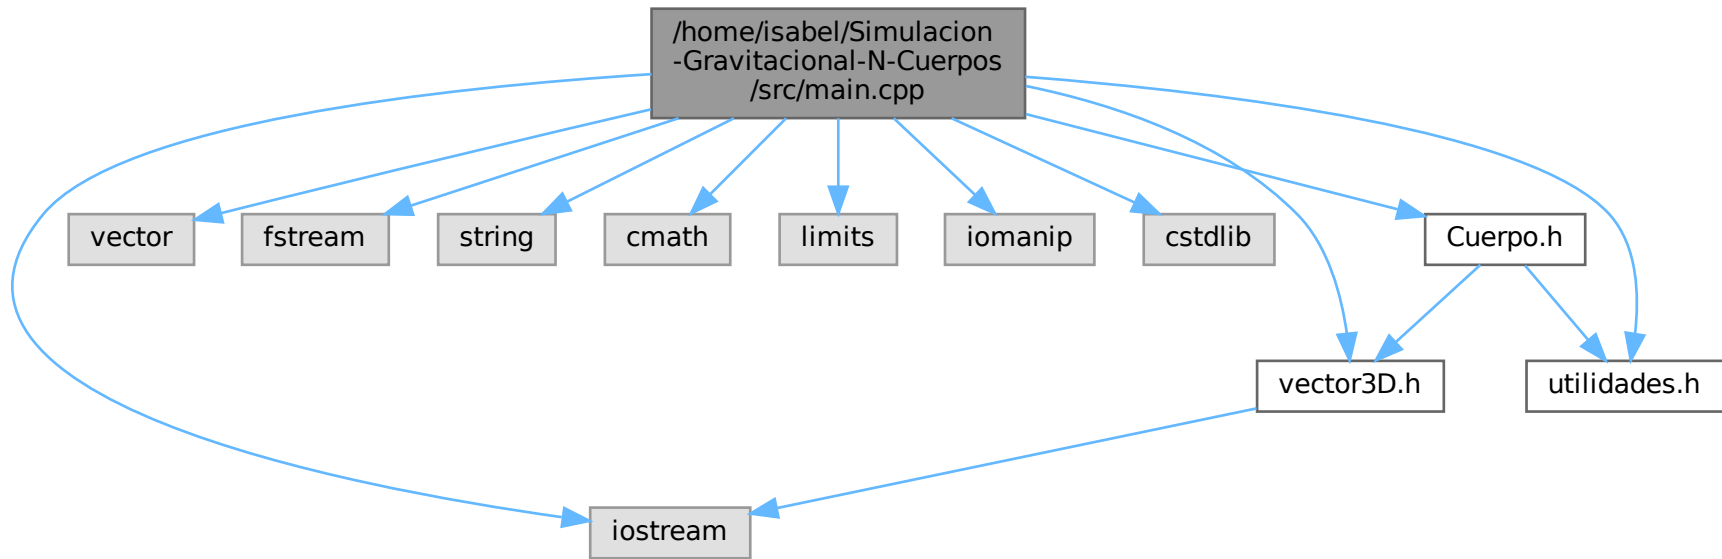 /home/isabel/Simulacion
-Gravitacional-N-Cuerpos
/src/main.cpp
vector
fstream
string
cmath
limits
iomanip
cstdlib
Cuerpo.h
vector3D.h
utilidades.h
iostream